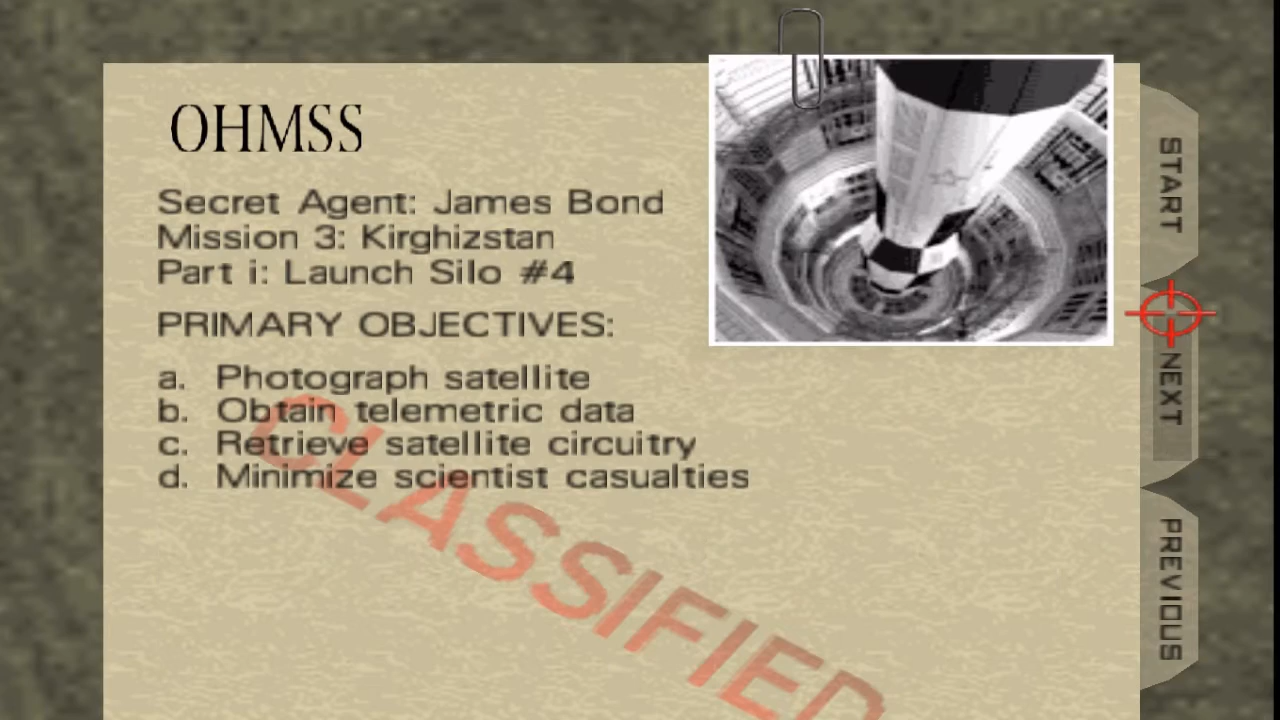 OHMSS
Secret Agent: James Bond
Mission 3: Kirghizstan
Part i: Launch Silo #4
PRIMARY OBJECTIVES:
a. Photograph satellite
b. Obtain telemetric data
c. Retrieve satellite circuitry
d. Minimize scientist casualties
CLASSIFIED
START
NEXT
PREVIOUS